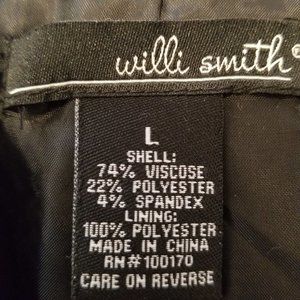 willi smith®
L
SHELL:
74% VISCOSE
22% POLYESTER
4% SPANDEX
LINING:
100% POLYESTER
MADE IN CHINA
RN#100170
CARE ON REVERSE